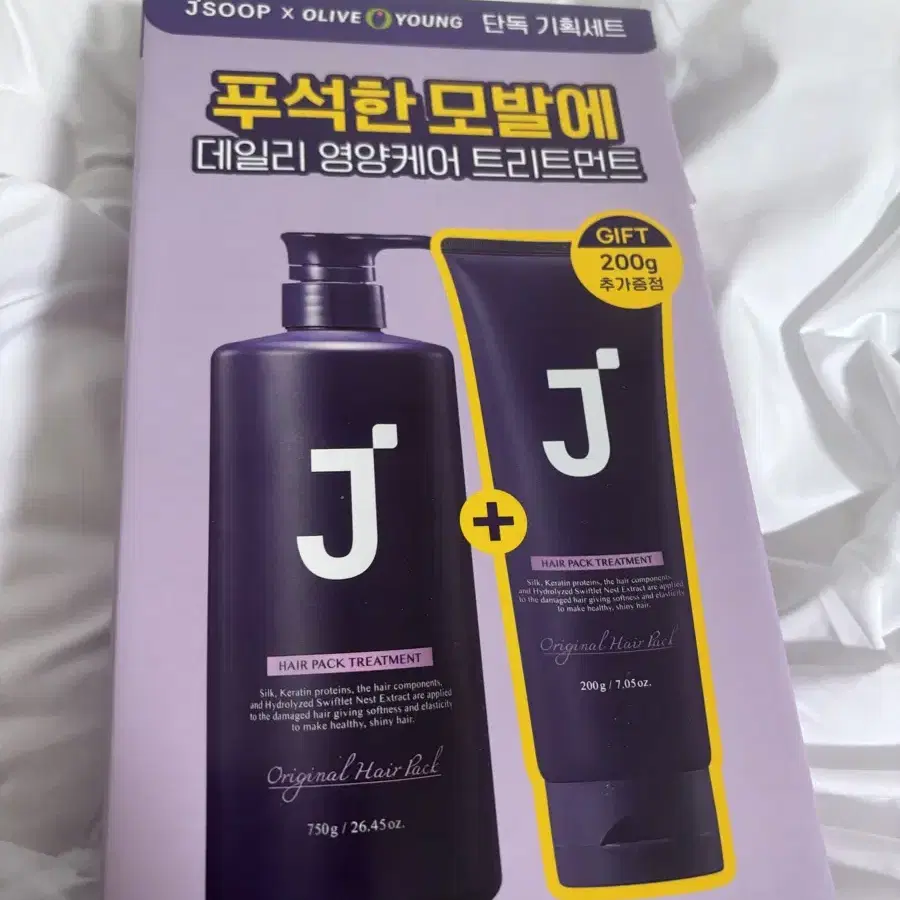 JSOOP X OLIVE YOUNG 단독 기획세트
푸석한 모발에
데일리 영양케어 트리트먼트
GIFT
200g
추가증정
J
HAIR PACK TREATMENT
Silk, Keratin proteins, the hair components,
and Hydrolyzed Swiftlet Nest Extract are applied
to the damaged hair giving softness and elasticity
to make healthy, shiny hair.
Original Hair Pack
750g / 26.45oz.
+
J
HAIR PACK TREATMENT
Silk, Keratin proteins, the hair components,
and Hydrolyzed Swiftlet Nest Extract are applied
to the damaged hair giving softness and elasticity
to make healthy, shiny hair.
Original Hair Pack
200g / 7.05oz.